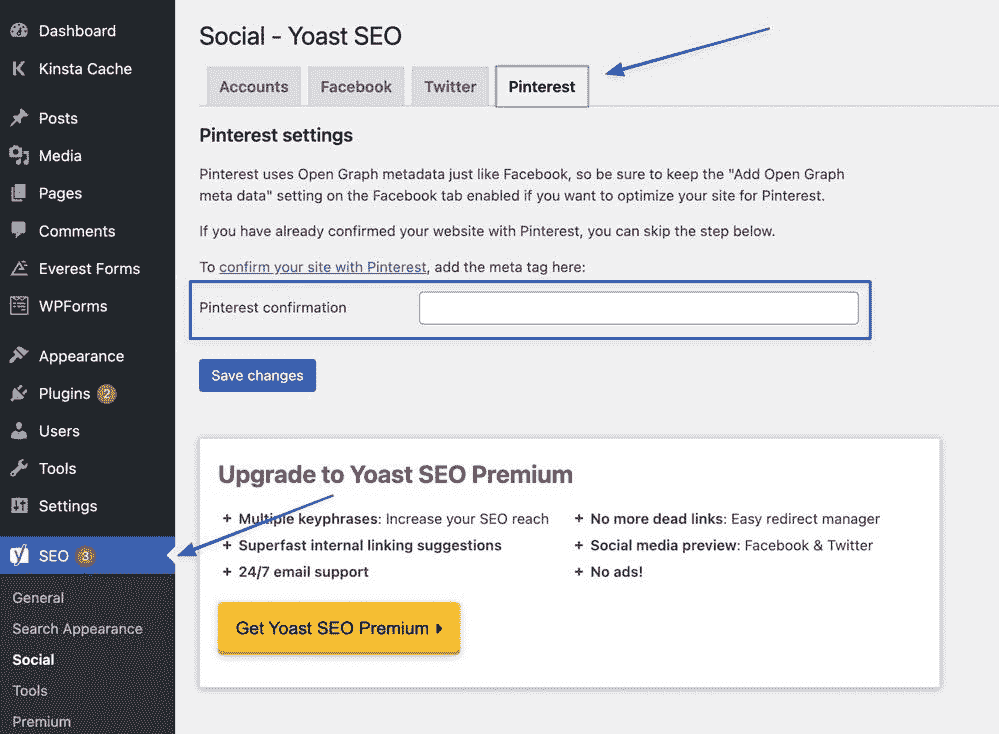 Dashboard
Kinsta Cache
Posts
Media
Pages
Comments
Everest Forms
WPForms
Appearance
Plugins 2
Users
Tools
Settings
SEO 3
General
Search Appearance
Social
Tools
Premium
Social - Yoast SEO
Accounts Facebook Twitter Pinterest
Pinterest settings
Pinterest uses Open Graph metadata just like Facebook, so be sure to keep the "Add Open Graph
meta data" setting on the Facebook tab enabled if you want to optimize your site for Pinterest.
If you have already confirmed your website with Pinterest, you can skip the step below.
To confirm your site with Pinterest, add the meta tag here:
Pinterest confirmation
Save changes
Upgrade to Yoast SEO Premium
+ Multiple keyphrases: Increase your SEO reach
+ Superfast internal linking suggestions
+ 24/7 email support
+ No more dead links: Easy redirect manager
+ Social media preview: Facebook & Twitter
+ No ads!
Get Yoast SEO Premium